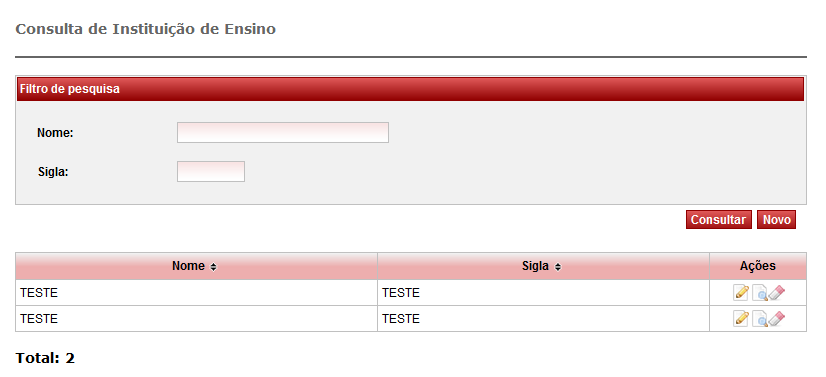 Consulta de Instituição de Ensino
Filtro de pesquisa
Nome:
Sigla:
Consultar Novo
Nome Sigla Ações
TESTE TESTE
TESTE TESTE
Total: 2